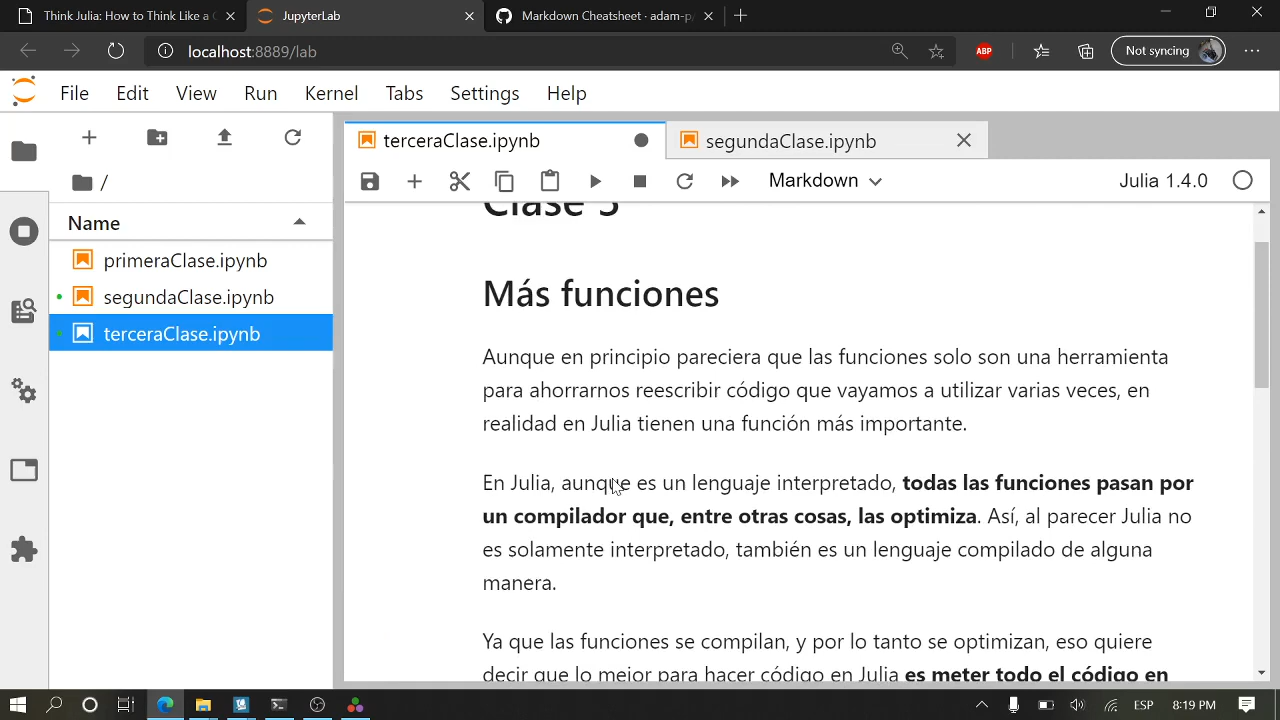 Think Julia: How to Think Like a C
JupyterLab
Markdown Cheatsheet · adam-p
localhost:8889/lab
ABP
Not syncing
File Edit View Run Kernel Tabs Settings Help
terceraClase.ipynb
segundaClase.ipynb
Markdown
Julia 1.4.0
/
Name
primeraClase.ipynb
segundaClase.ipynb
terceraClase.ipynb
Clase 3
Más funciones
Aunque en principio pareciera que las funciones solo son una herramienta
para ahorrarnos reescribir código que vayamos a utilizar varias veces, en
realidad en Julia tienen una función más importante.
En Julia, aunque es un lenguaje interpretado, todas las funciones pasan por
un compilador que, entre otras cosas, las optimiza. Así, al parecer Julia no
es solamente interpretado, también es un lenguaje compilado de alguna
manera.
Ya que las funciones se compilan, y por lo tanto se optimizan, eso quiere
decir que lo mejor para hacer código en Julia es meter todo el código en
ESP
8:19 PM